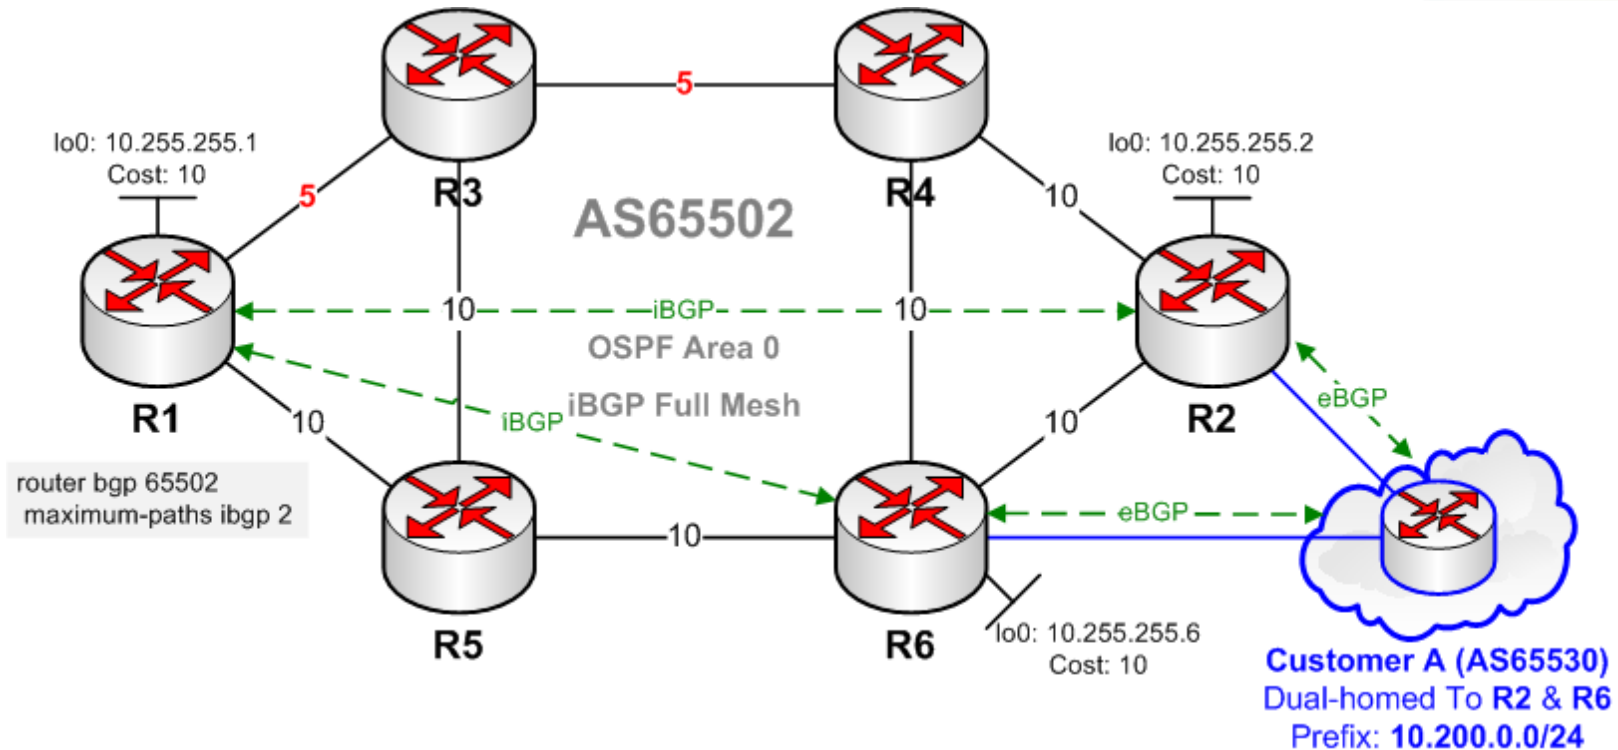 5
lo0: 10.255.255.1
Cost: 10
lo0: 10.255.255.2
Cost: 10
R3
R4
5
10
AS65502
10
iBGP
10
OSPF Area 0
R1
10
iBGP
iBGP Full Mesh
10
R2
eBGP
router bgp 65502
maximum-paths ibgp 2
eBGP
10
R5
R6
lo0: 10.255.255.6
Cost: 10
Customer A (AS65530)
Dual-homed To R2 & R6
Prefix: 10.200.0.0/24